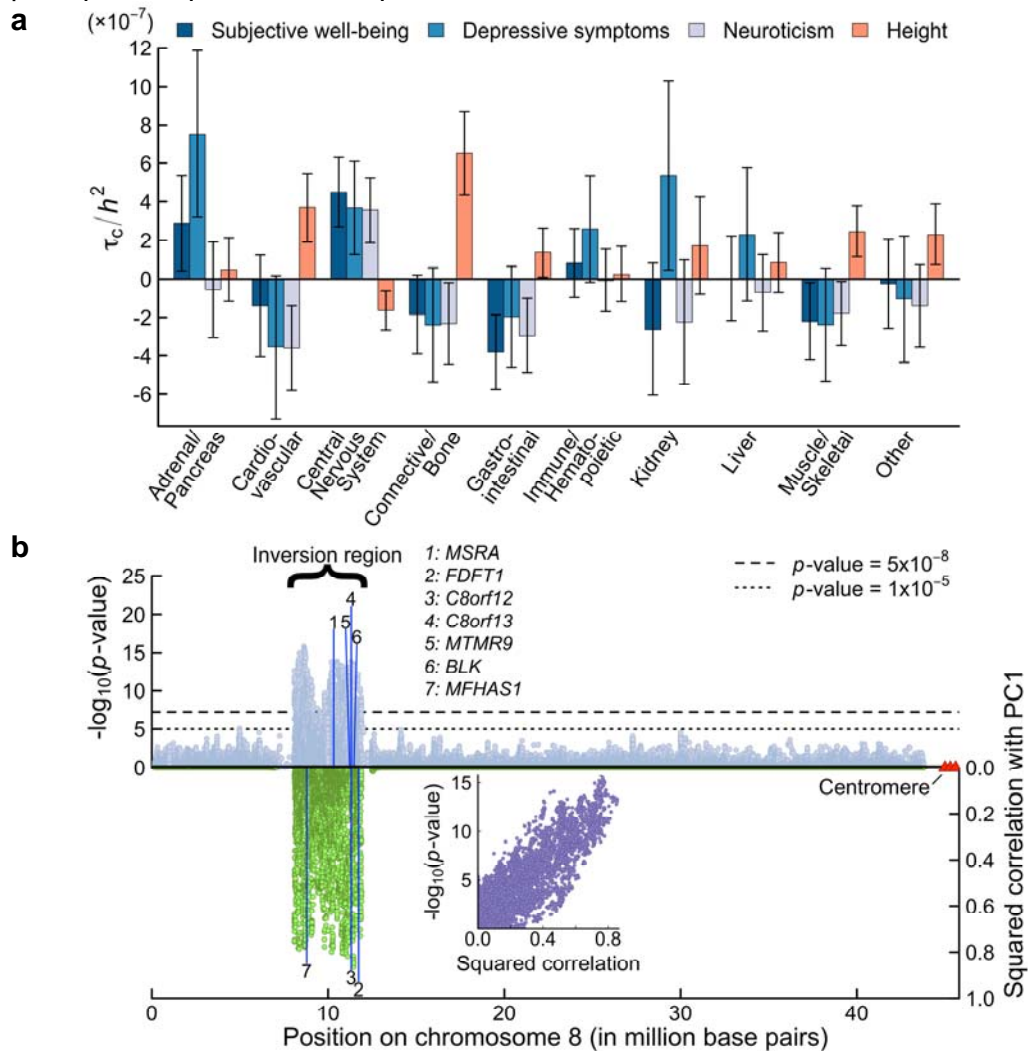 a
(×10⁻⁷)
Subjective well-being Depressive symptoms Neuroticism Height
12
10
8
6
4
2
0
-2
-4
-6
τc/h²
Adrenal/
Pancreas
Cardio-
vascular
Central
Nervous
System
Connective/
Bone
Gastro-
intestinal
Immune/
Hemato-
poietic
Kidney
Liver
Muscle/
Skeletal
Other
b
Inversion region
1: MSRA
2: FDFT1
3: C8orf12
4: C8orf13
5: MTMR9
6: BLK
7: MFHAS1
p-value = 5x10⁻⁸
p-value = 1x10⁻⁵
25
20
15
10
5
0
-log₁₀(p-value)
4
15
6
7
3
2
15
10
5
-log₁₀(p-value)
0.0 0.4 0.8
Squared correlation
Centromere
0.0
0.2
0.4
0.6
0.8
1.0
Squared correlation with PC1
0 10 20 30 40
Position on chromosome 8 (in million base pairs)